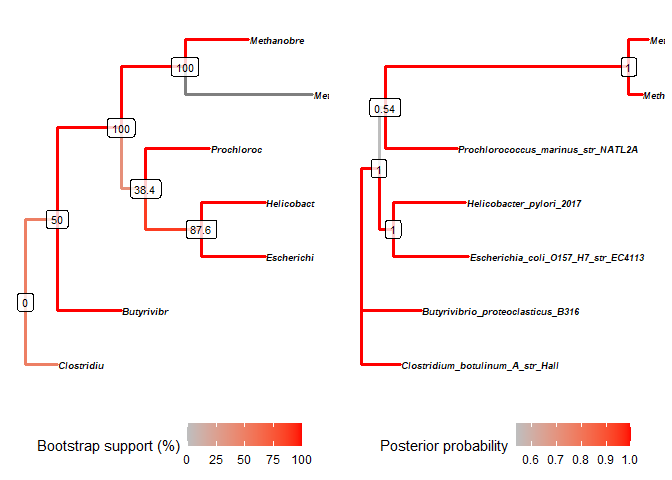 Methanobre
100
Met
100
Prochloroc
38.4
Helicobact
50
87.6
Escherichi
0
Butyrivibr
Clostridiu
Bootstrap support (%)
0 25 50 75 100
Met
1
Meth
0.54
Prochlorococcus_marinus_str_NATL2A
1
Helicobacter_pylori_2017
1
Escherichia_coli_O157_H7_str_EC4113
Butyrivibrio_proteoclasticus_B316
Clostridium_botulinum_A_str_Hall
Posterior probability
0.6 0.7 0.8 0.9 1.0